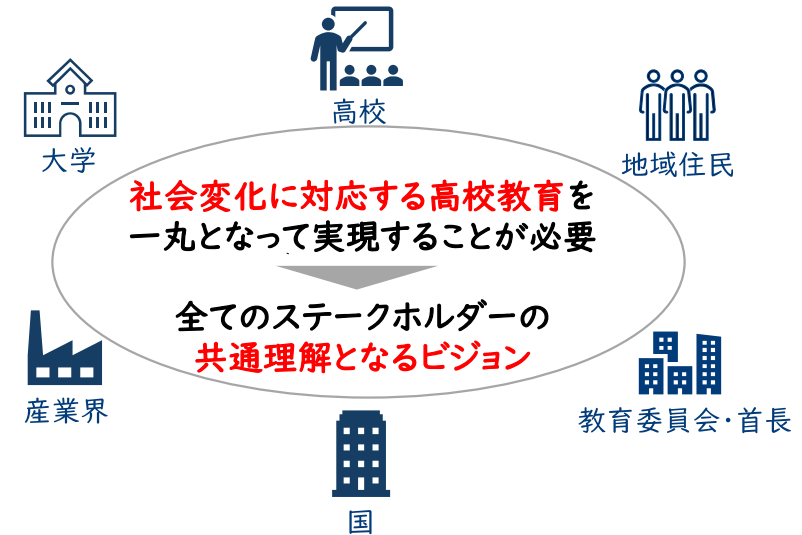 高校
大学
地域住民
社会変化に対応する高校教育を
一丸となって実現することが必要
全てのステークホルダーの
共通理解となるビジョン
産業界
教育委員会・首長
国